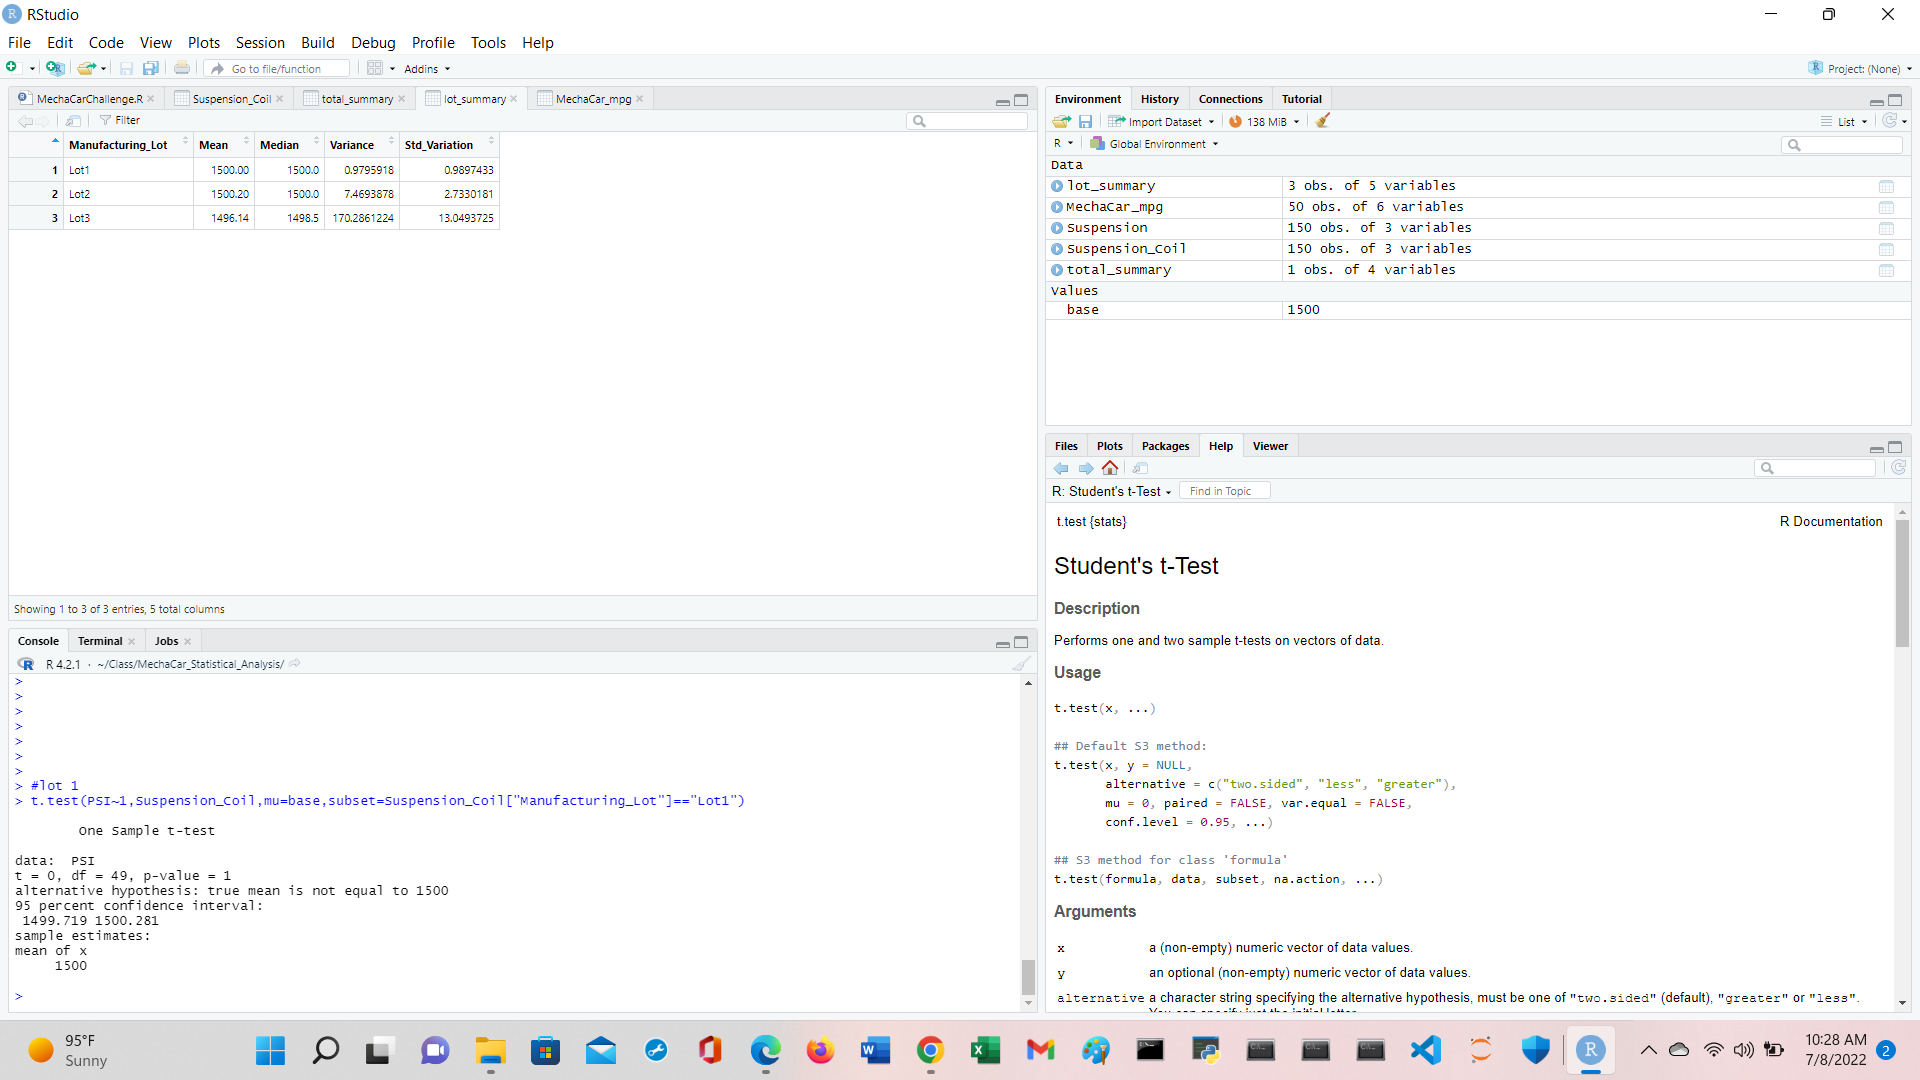 RStudio
File Edit Code View Plots Session Build Debug Profile Tools Help
Go to file/function Addins Project: (None)
MechaCarChallenge.R Suspension_Coil total_summary lot_summary MechaCar_mpg
Filter
Manufacturing_Lot Mean Median Variance Std_Variation
1 Lot1 1500.00 1500.0 0.9795918 0.9897433
2 Lot2 1500.20 1500.0 7.4693878 2.7330181
3 Lot3 1496.14 1498.5 170.2861224 13.0493725
Showing 1 to 3 of 3 entries, 5 total columns
Console Terminal Jobs
R 4.2.1 · ~/Class/MechaCar_Statistical_Analysis/
>
>
>
>
>
>
>
> #lot 1
> t.test(PSI~1,Suspension_Coil,mu=base,subset=Suspension_Coil["Manufacturing_Lot"]=="Lot1")
One Sample t-test
data: PSI
t = 0, df = 49, p-value = 1
alternative hypothesis: true mean is not equal to 1500
95 percent confidence interval:
1499.719 1500.281
sample estimates:
mean of x
1500
>
Environment History Connections Tutorial
Import Dataset 138 MiB List
R Global Environment
Data
lot_summary 3 obs. of 5 variables
MechaCar_mpg 50 obs. of 6 variables
Suspension 150 obs. of 3 variables
Suspension_Coil 150 obs. of 3 variables
total_summary 1 obs. of 4 variables
Values
base 1500
Files Plots Packages Help Viewer
R: Student's t-Test Find in Topic
t.test {stats} R Documentation
Student's t-Test
Description
Performs one and two sample t-tests on vectors of data.
Usage
t.test(x, ...)
## Default S3 method:
t.test(x, y = NULL,
alternative = c("two.sided", "less", "greater"),
mu = 0, paired = FALSE, var.equal = FALSE,
conf.level = 0.95, ...)
## S3 method for class 'formula'
t.test(formula, data, subset, na.action, ...)
Arguments
x a (non-empty) numeric vector of data values.
y an optional (non-empty) numeric vector of data values.
alternative a character string specifying the alternative hypothesis, must be one of "two.sided" (default), "greater" or "less".
95°F
Sunny
10:28 AM
7/8/2022
2